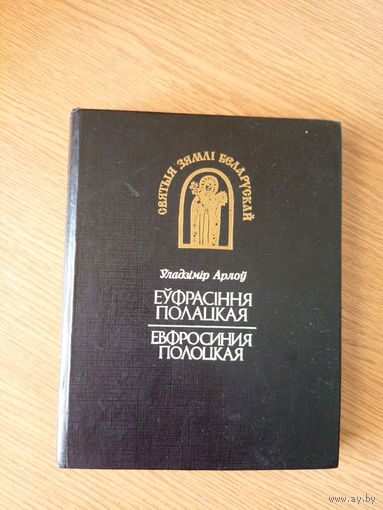 СВЯТЫЯ ЗЯМЛІ БЕЛАРУСКАЙ
Уладзімір Арлоў
ЕЎФРАСІННЯ
ПОЛАЦКАЯ
ЕВФРОСИНИЯ
ПОЛОЦКАЯ
www.ay.by